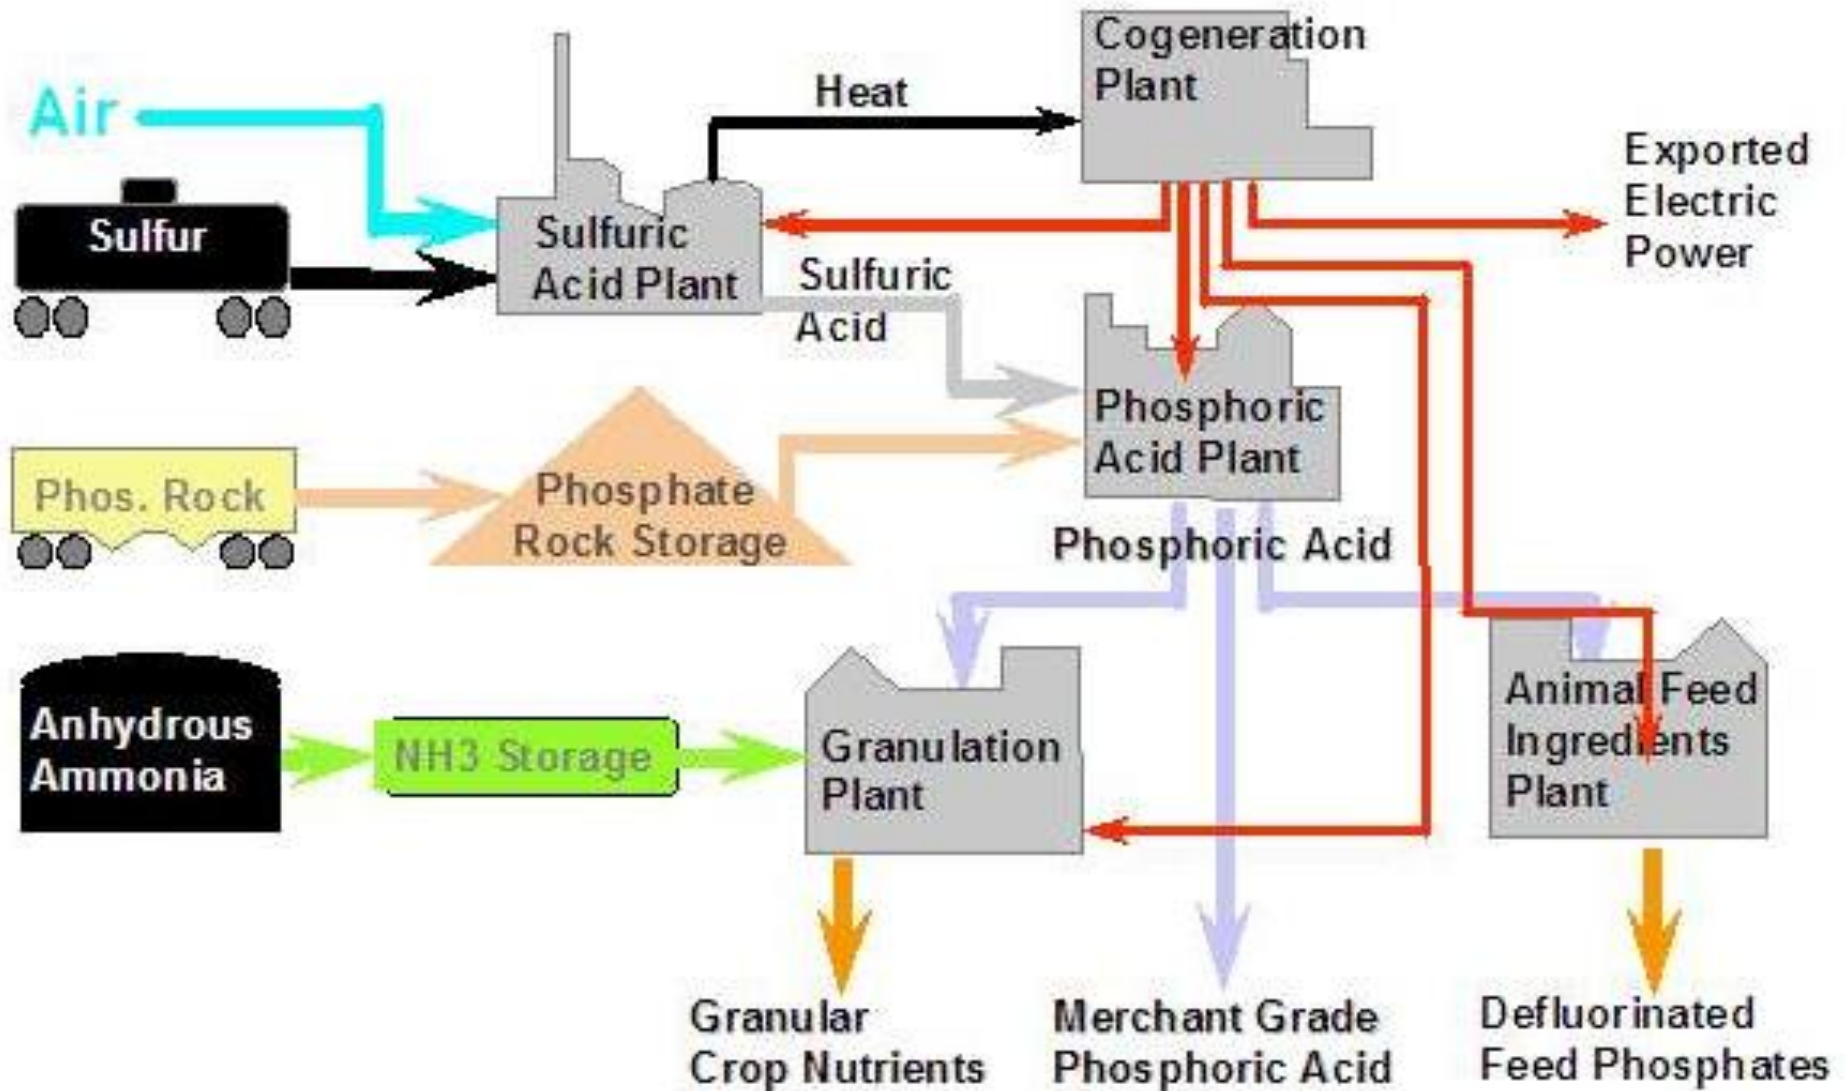 Cogeneration
Plant
Heat
Air
Exported
Electric
Power
Sulfur
Sulfuric
Acid Plant
Sulfuric
Acid
Phosphoric
Acid Plant
Phos. Rock
Phosphate
Rock Storage
Phosphoric Acid
Anhydrous
Ammonia
NH3 Storage
Granulation
Plant
Animal Feed
Ingredients
Plant
Granular
Crop Nutrients
Merchant Grade
Phosphoric Acid
Defluorinated
Feed Phosphates